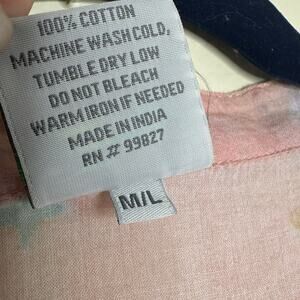 100% COTTON
MACHINE WASH COLD,
TUMBLE DRY LOW
DO NOT BLEACH
WARM IRON IF NEEDED
MADE IN INDIA
RN # 99827
M/L